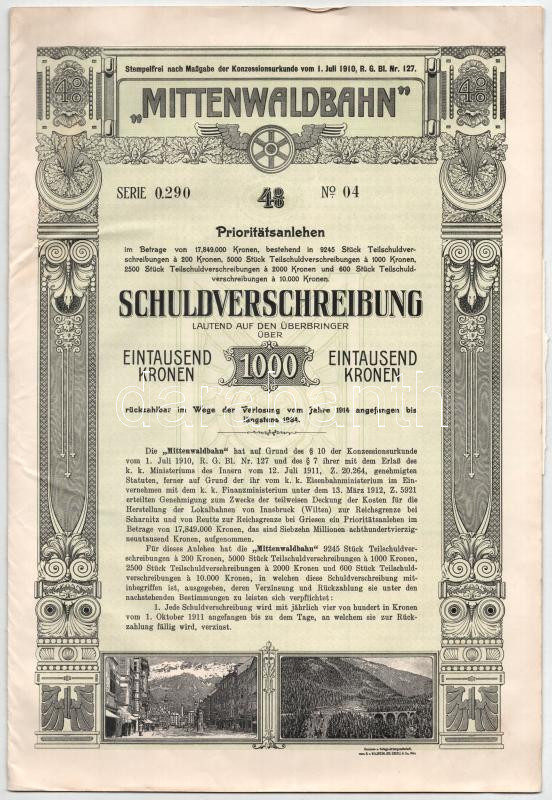 Stempelfrei nach Maßgabe der Konzessionsurkunde vom 1. Juli 1910, R. G. Bl. Nr. 127.
4% „MITTENWALDBAHN" 4%
SERIE 0.290 4% No 04
Prioritätsanlehen
im Betrage von 17,849.000 Kronen, bestehend in 9245 Stück Teilschuldver-
schreibungen à 200 Kronen, 5000 Stück Teilschuldverschreibungen à 1000 Kronen,
2500 Stück Teilschuldverschreibungen à 2000 Kronen und 600 Stück Teilschuld-
verschreibungen à 10.000 Kronen.
SCHULDVERSCHREIBUNG
LAUTEND AUF DEN ÜBERBRINGER
ÜBER
EINTAUSEND KRONEN 1000 EINTAUSEND KRONEN
darabanth
rückzahlbar im Wege der Verlosung vom Jahre 1914 angefangen bis
längstens 1984.
Die „Mittenwaldbahn" hat auf Grund des § 10 der Konzessionsurkunde
vom 1. Juli 1910, R. G. Bl. Nr. 127 und des § 7 ihrer mit dem Erlaß des
k. k. Ministeriums des Innern vom 12. Juli 1911, Z. 20.264, genehmigten
Statuten, ferner auf Grund der ihr vom k. k. Eisenbahnministerium im Ein-
vernehmen mit dem k. k. Finanzministerium unter dem 13. März 1912, Z. 5921
erteilten Genehmigung zum Zwecke der teilweisen Deckung der Kosten für die
Herstellung der Lokalbahnen von Innsbruck (Wilten) zur Reichsgrenze bei
Scharnitz und von Reutte zur Reichsgrenze bei Griesen ein Prioritätsanlehen im
Betrage von 17,849.000 Kronen, das sind Siebzehn Millionen achthundertvierzig-
neuntausend Kronen, aufgenommen.
Für dieses Anlehen hat die „Mittenwaldbahn" 9245 Stück Teilschuldver-
schreibungen à 200 Kronen, 5000 Stück Teilschuldverschreibungen à 1000 Kronen,
2500 Stück Teilschuldverschreibungen à 2000 Kronen und 600 Stück Teilschuld-
verschreibungen à 10.000 Kronen, in welchen diese Schuldverschreibung mit-
inbegriffen ist, ausgegeben, deren Verzinsung und Rückzahlung sie unter den
nachstehenden Bestimmungen zu leisten sich verpflichtet:
1. Jede Schuldverschreibung wird mit jährlich vier von hundert in Kronen
vom 1. Oktober 1911 angefangen bis zu dem Tage, an welchem sie zur Rück-
zahlung fällig wird, verzinst.